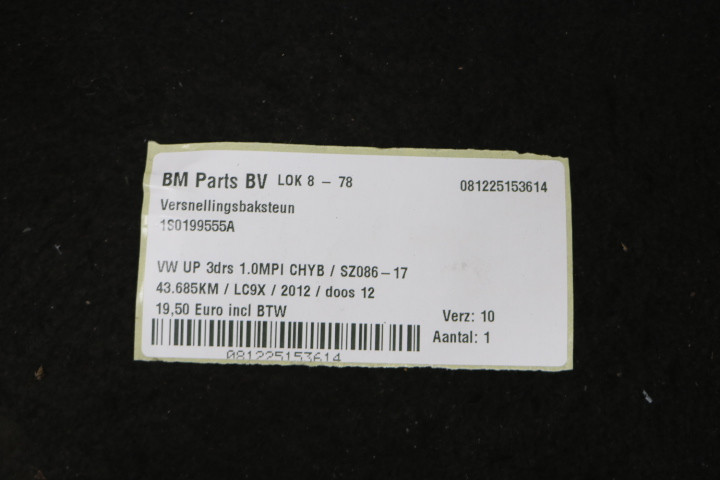 BM Parts BV LOK 8 - 78 081225153614
Versnellingsbaksteun
1S0199555A
VW UP 3drs 1.0MPI CHYB / SZ086-17
43.685KM / LC9X / 2012 / doos 12
19,50 Euro incl BTW Verz: 10
Aantal: 1
081225153614